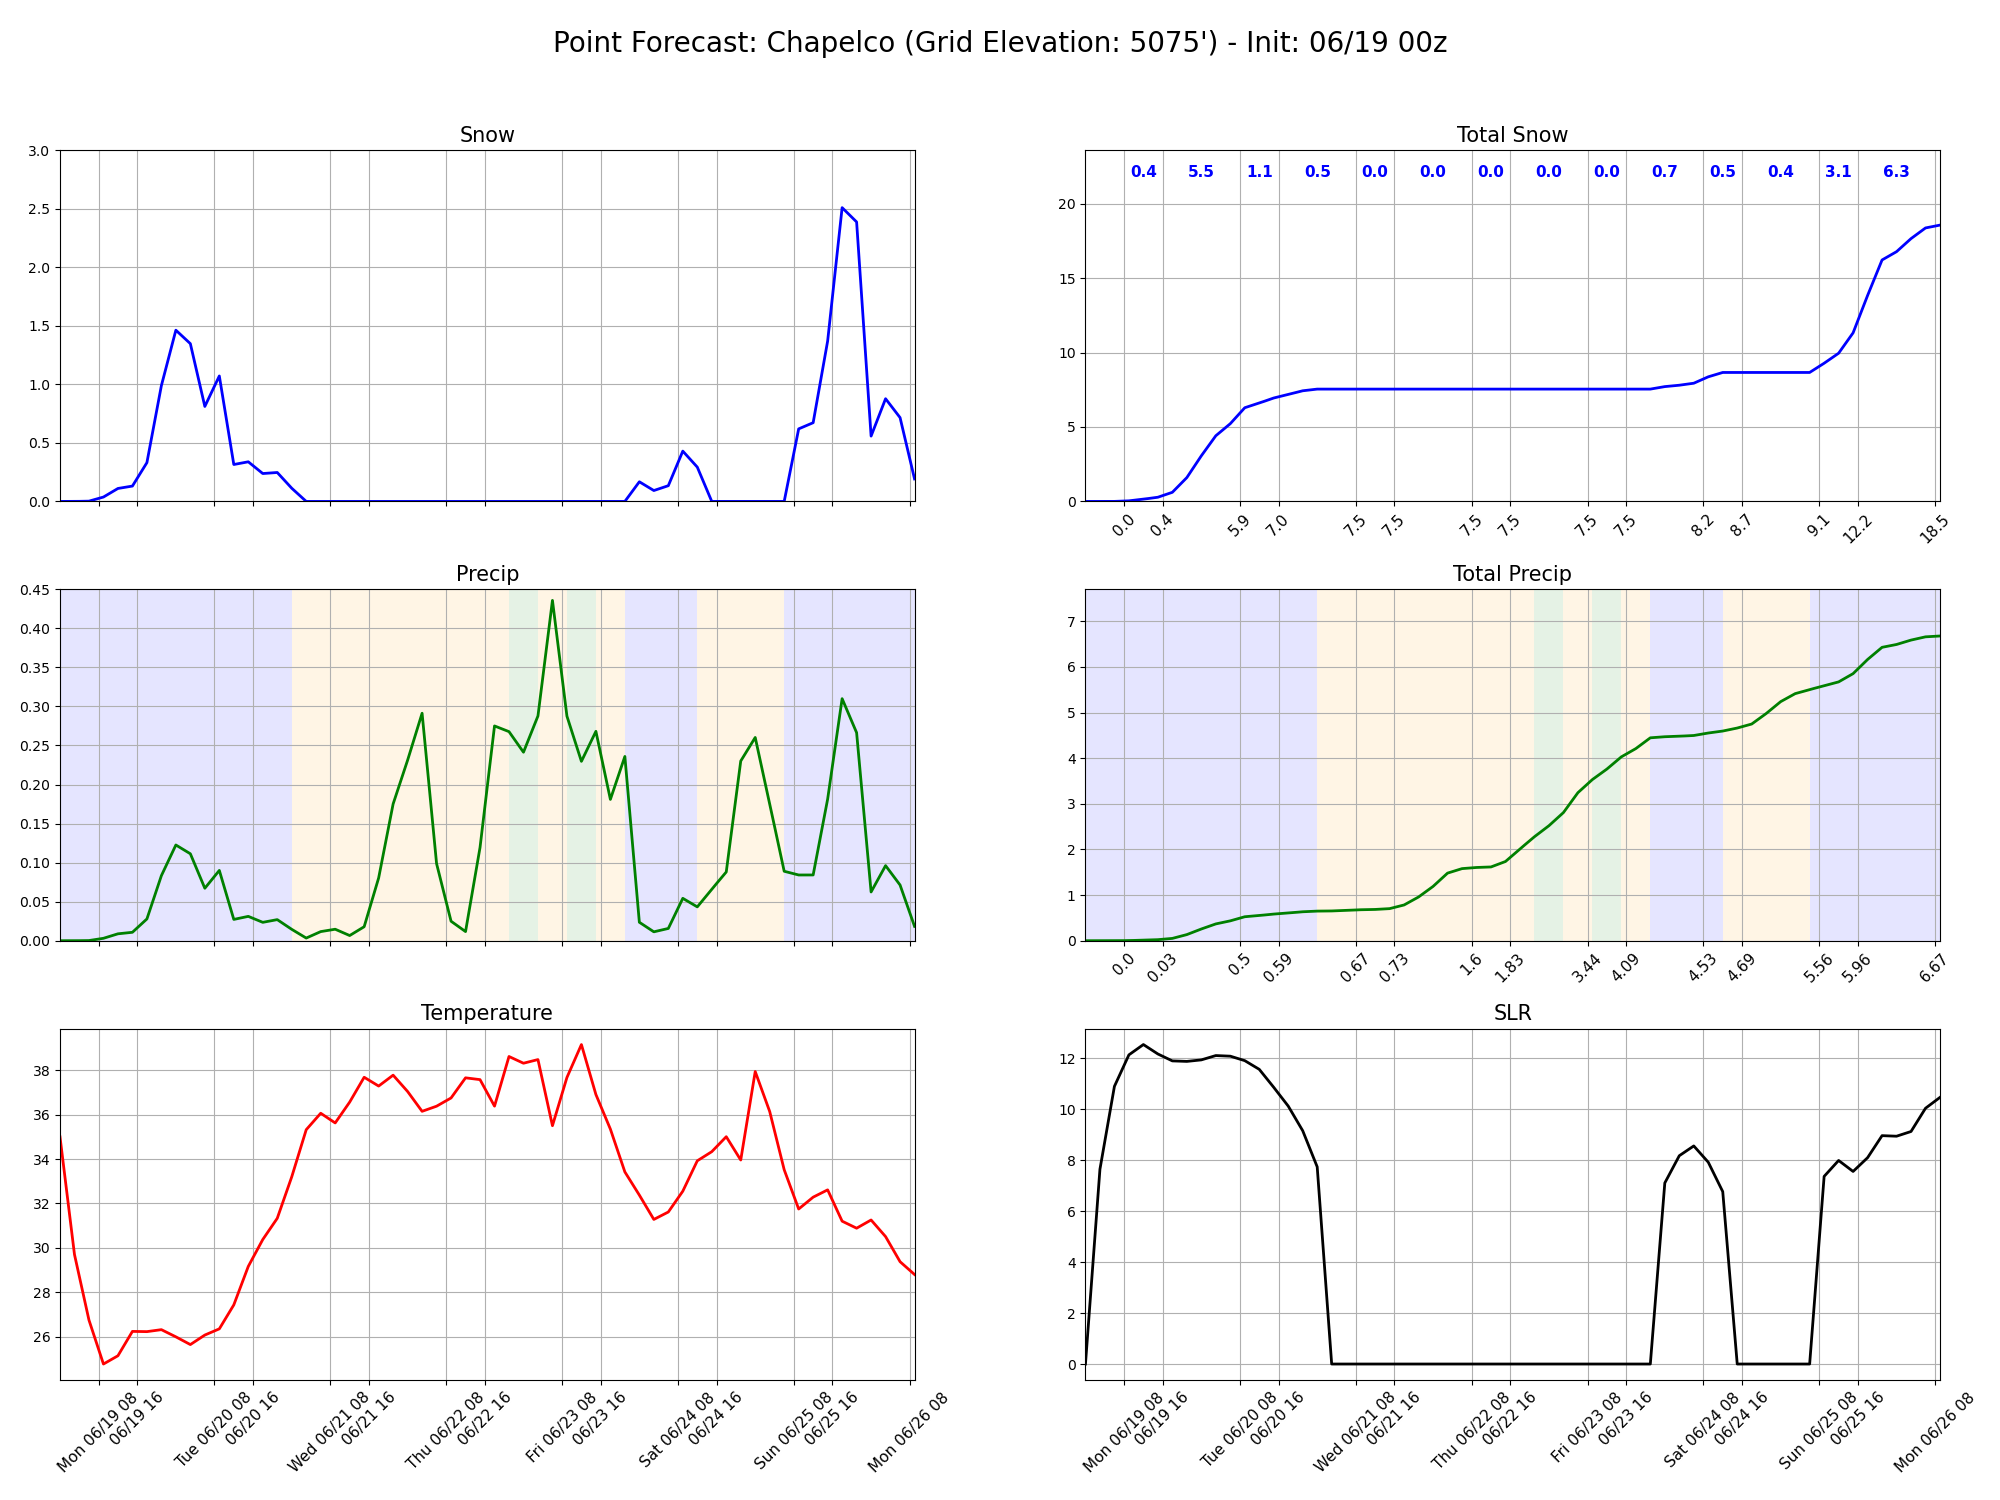 Point Forecast: Chapelco (Grid Elevation: 5075') - Init: 06/19 00z
Snow
3.0
2.5
2.0
1.5
1.0
0.5
0.0
Total Snow
0.4 5.5 1.1 0.5 0.0 0.0 0.0 0.0 0.0 0.7 0.5 0.4 3.1 6.3
20
15
10
5
0
0.0 0.4 5.9 7.0 7.5 7.5 7.5 7.5 7.5 7.5 8.2 8.7 9.1 12.2 18.5
Precip
0.45
0.40
0.35
0.30
0.25
0.20
0.15
0.10
0.05
0.00
Total Precip
7
6
5
4
3
2
1
0
0.0 0.03 0.5 0.59 0.67 0.73 1.6 1.83 3.44 4.09 4.53 4.69 5.56 5.96 6.67
Temperature
38
36
34
32
30
28
26
Mon 06/19 08
06/19 16
Tue 06/20 08
06/20 16
Wed 06/21 08
06/21 16
Thu 06/22 08
06/22 16
Fri 06/23 08
06/23 16
Sat 06/24 08
06/24 16
Sun 06/25 08
06/25 16
Mon 06/26 08
SLR
12
10
8
6
4
2
0
Mon 06/19 08
06/19 16
Tue 06/20 08
06/20 16
Wed 06/21 08
06/21 16
Thu 06/22 08
06/22 16
Fri 06/23 08
06/23 16
Sat 06/24 08
06/24 16
Sun 06/25 08
06/25 16
Mon 06/26 08